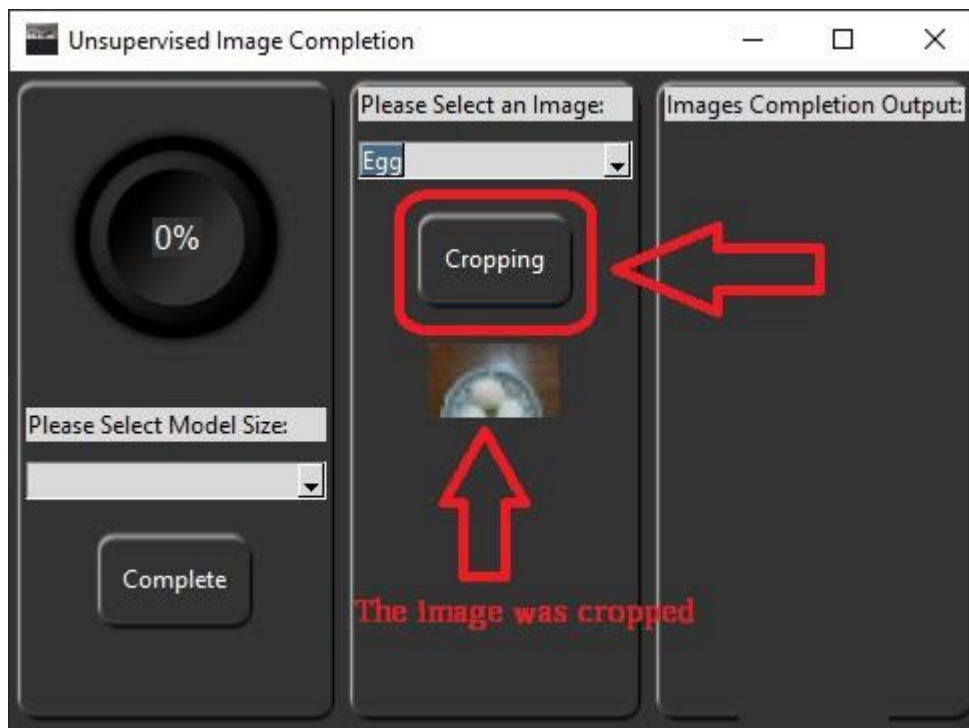 Unsupervised Image Completion
0%
Please Select Model Size:
Complete
Please Select an Image:
Egg
Cropping
The image was cropped
Images Completion Output: